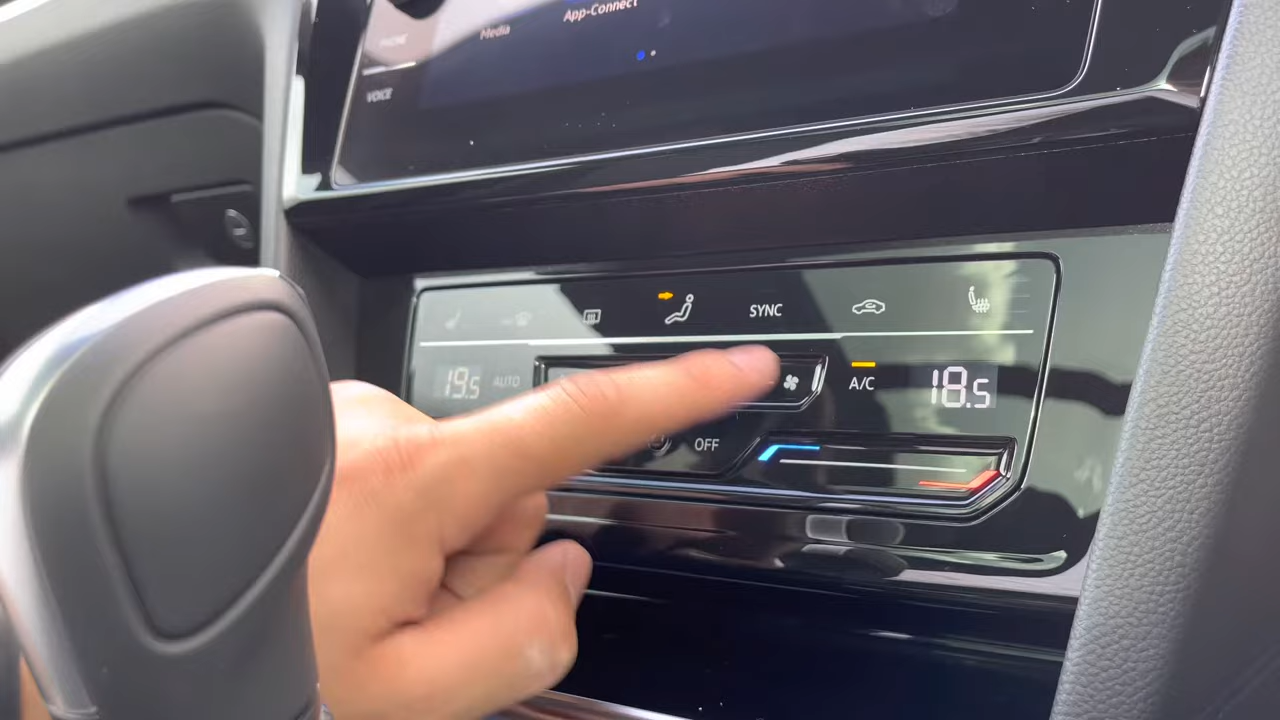 App-Connect
Media
PHONE
VOICE
SYNC
19.5
AUTO
A/C
18.5
OFF